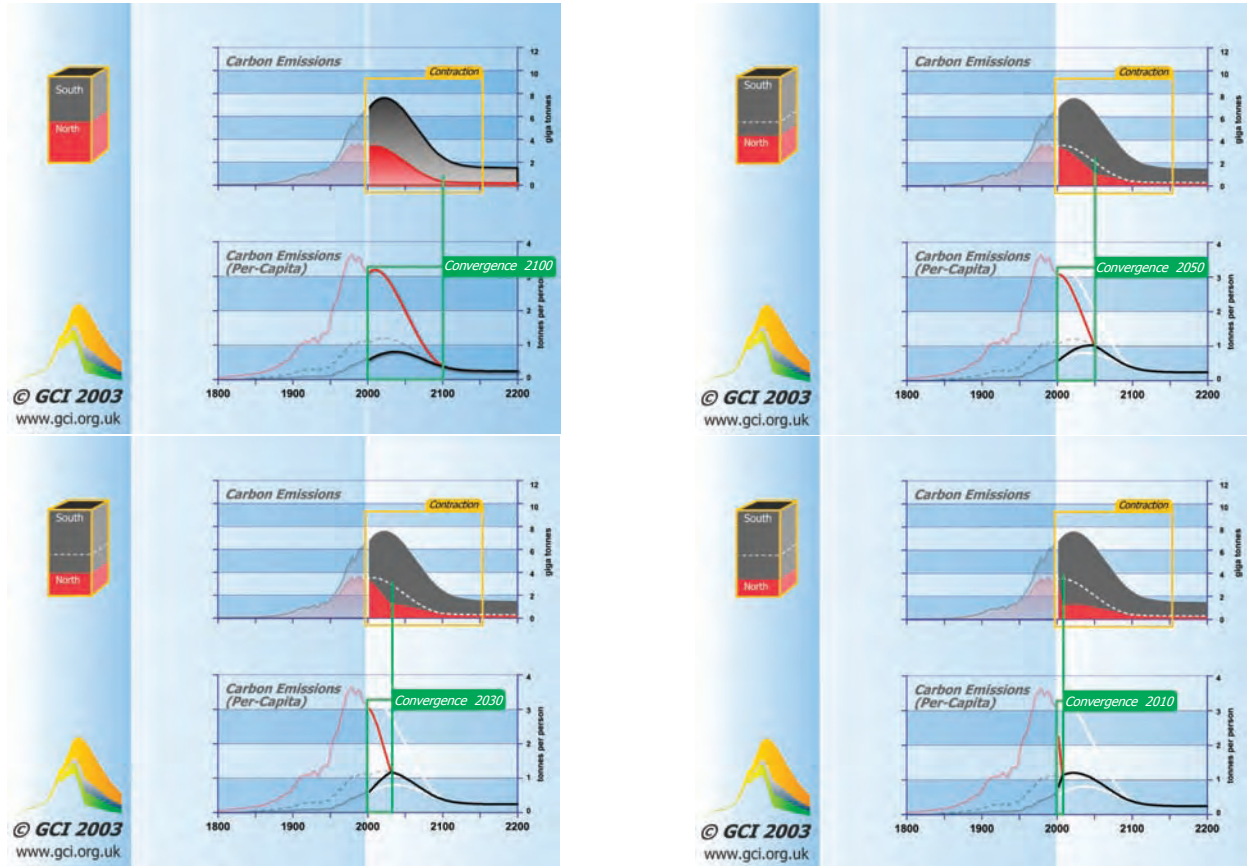 Carbon Emissions
12
10
8
6
4
2
0
giga tonnes
Contraction
South
North
Carbon Emissions
(Per-Capita)
4
3
2
1
0
tonnes per person
Convergence 2100
1800
1900
2000
2100
2200
© GCI 2003
www.gci.org.uk
Carbon Emissions
12
10
8
6
4
2
0
giga tonnes
Contraction
South
North
Carbon Emissions
(Per-Capita)
4
3
2
1
0
tonnes per person
Convergence 2050
1800
1900
2000
2100
2200
© GCI 2003
www.gci.org.uk
Carbon Emissions
12
10
8
6
4
2
0
giga tonnes
Contraction
South
North
Carbon Emissions
(Per-Capita)
4
3
2
1
0
tonnes per person
Convergence 2030
1800
1900
2000
2100
2200
© GCI 2003
www.gci.org.uk
Carbon Emissions
12
10
8
6
4
2
0
giga tonnes
Contraction
South
North
Carbon Emissions
(Per-Capita)
4
3
2
1
0
tonnes per person
Convergence 2010
1800
1900
2000
2100
2200
© GCI 2003
www.gci.org.uk